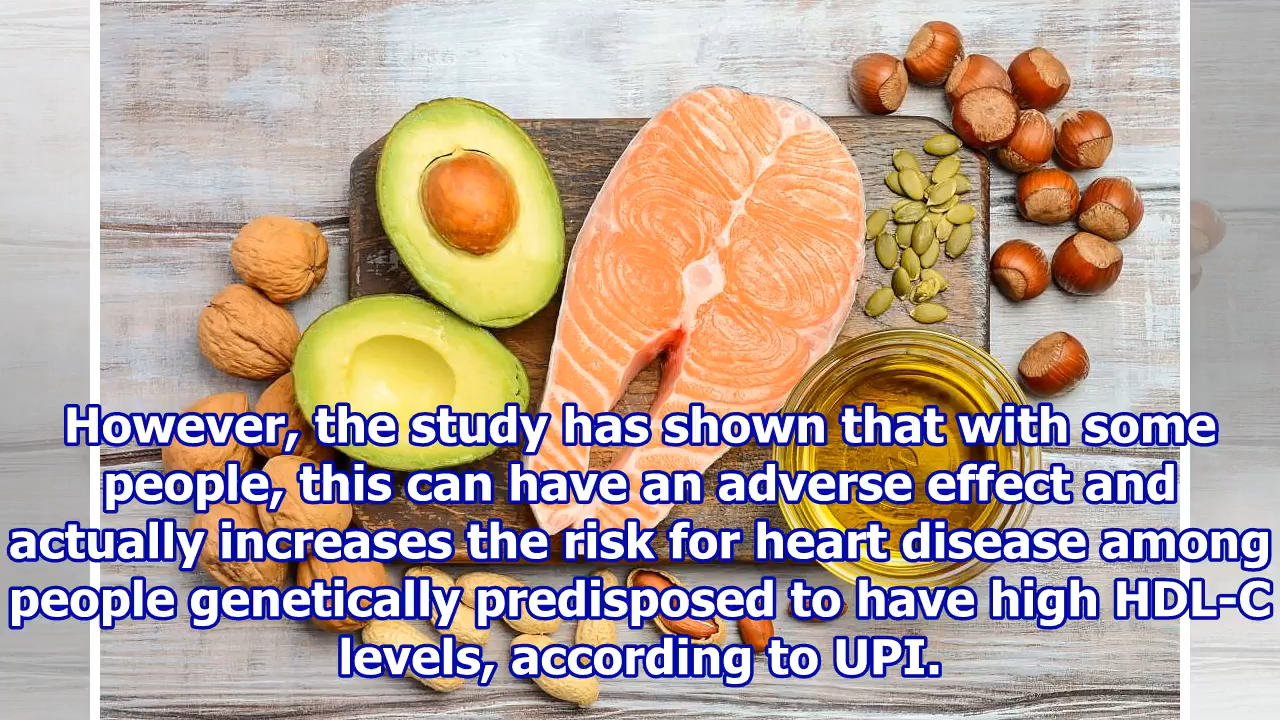 However, the study has shown that with some
people, this can have an adverse effect and
actually increases the risk for heart disease among
people genetically predisposed to have high HDL-C
levels, according to UPI.